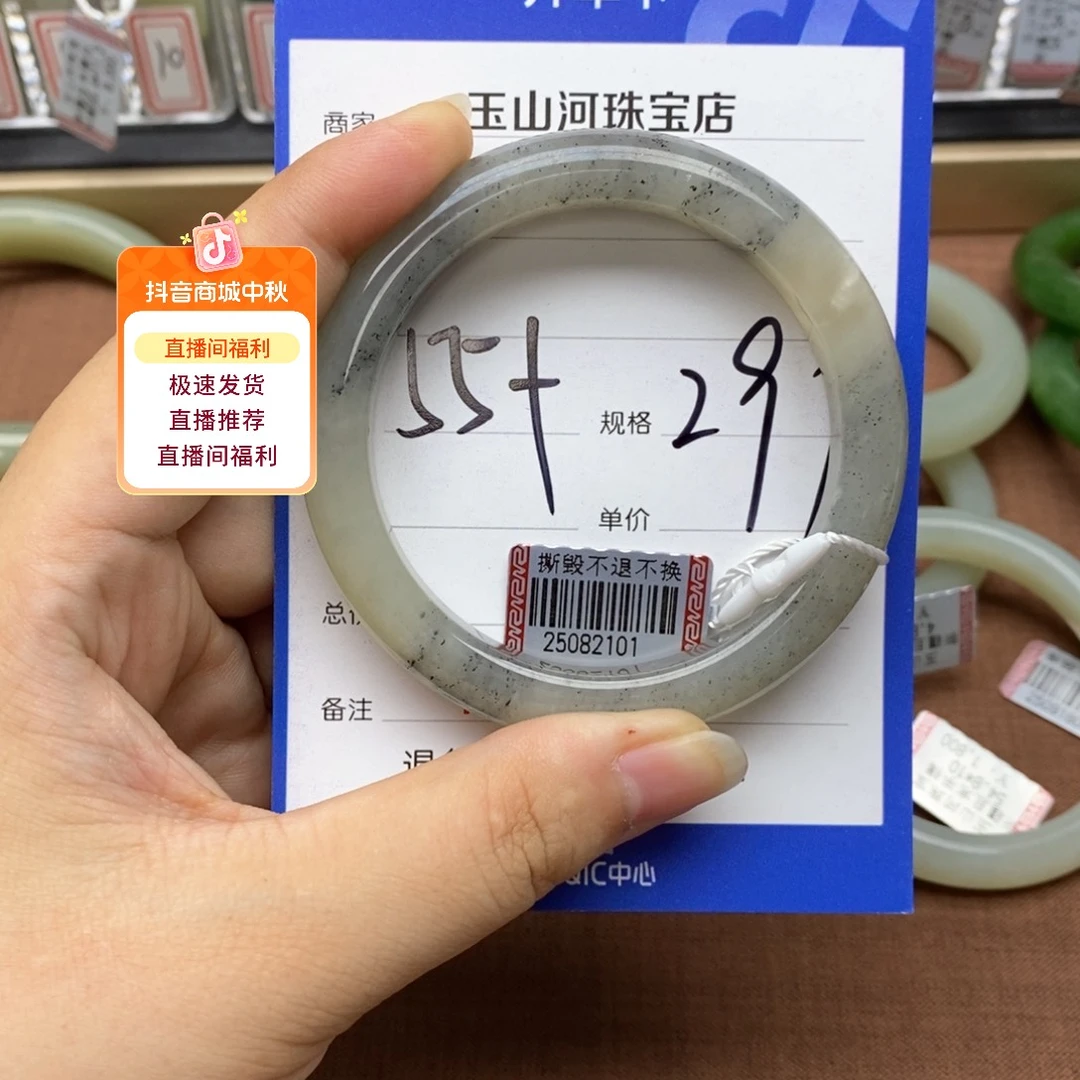 商家 玉山河珠宝店
抖音商城中秋
直播间福利
极速发货
直播推荐
直播间福利
55+ 规格 29
单价
撕毁不退不换
25082101
备注
QIC中心